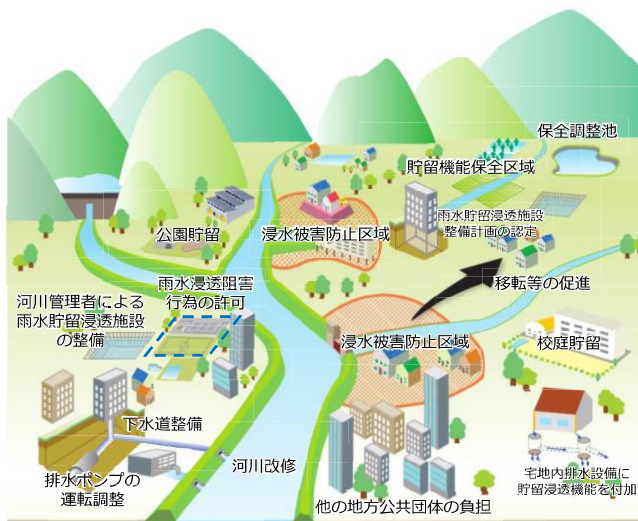 保全調整池
貯留機能保全区域
雨水貯留浸透施設
整備計画の認定
公園貯留
浸水被害防止区域
移転等の促進
雨水浸透阻害
行為の許可
河川管理者による
雨水貯留浸透施設
の整備
浸水被害防止区域
校庭貯留
下水道整備
河川改修
排水ポンプの
運転調整
他の地方公共団体の負担
宅地内排水設備に
貯留浸透機能を付加